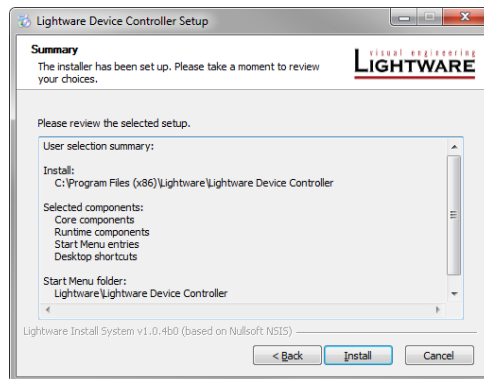 Lightware Device Controller Setup
Summary
The installer has been set up. Please take a moment to review
your choices.
visual engineering
LIGHTWARE
Please review the selected setup.
User selection summary:
Install:
C:\Program Files (x86)\Lightware\Lightware Device Controller
Selected components:
Core components
Runtime components
Start Menu entries
Desktop shortcuts
Start Menu folder:
Lightware\Lightware Device Controller
Lightware Install System v1.0.4b0 (based on Nullsoft NSIS)
< Back
Install
Cancel